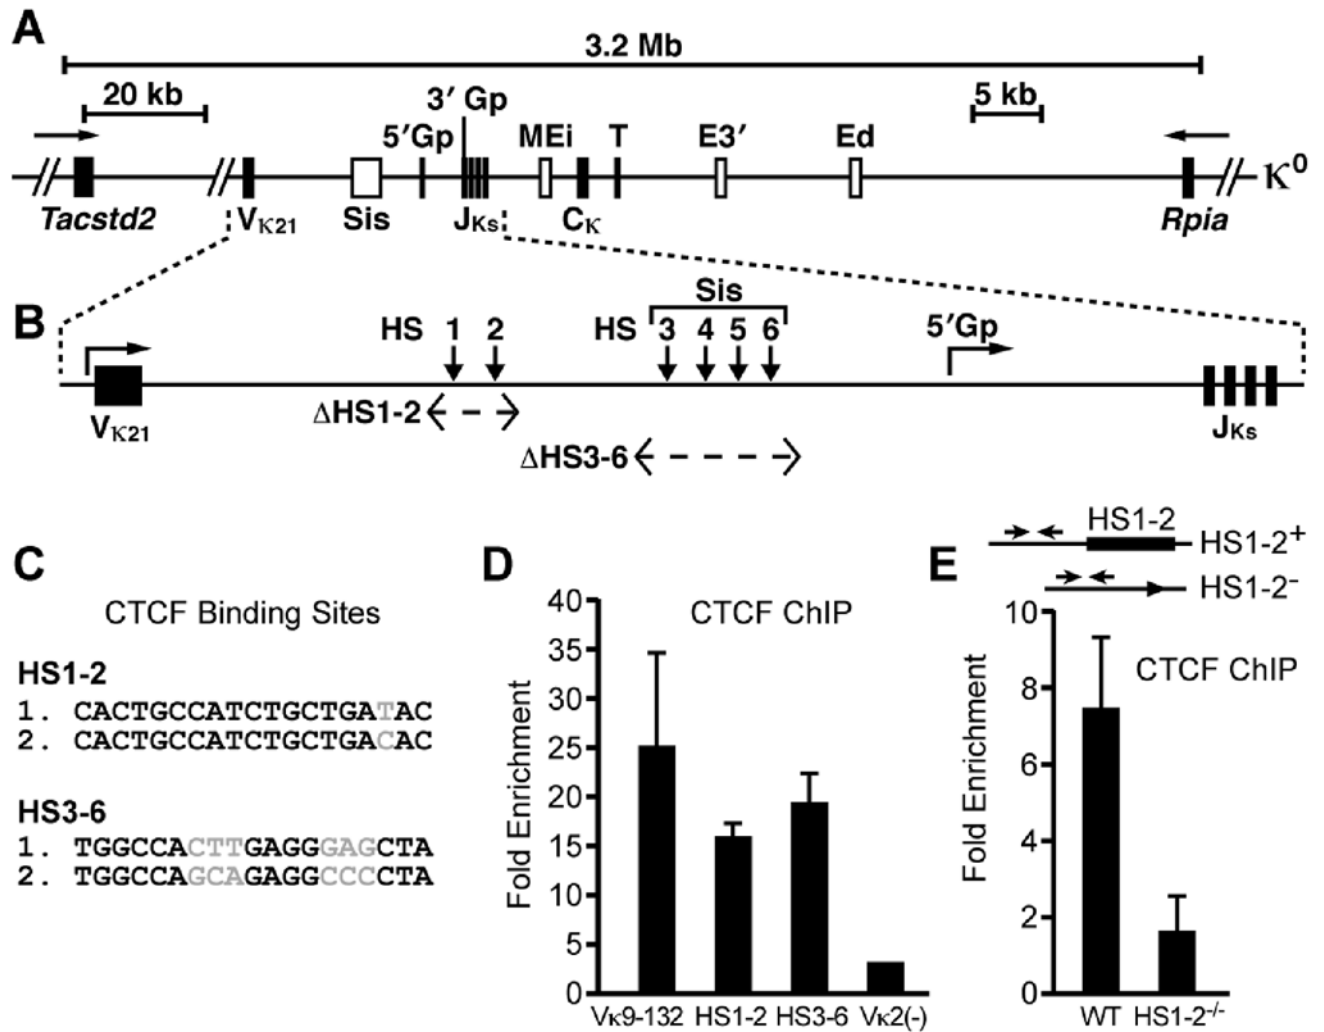 A
3.2 Mb
20 kb
3′ Gp
5 kb
5′Gp
MEi
T
E3′
Ed
κ⁰
Tacstd2
Vκ21
Sis
Jκs
Cκ
Rpia
B
HS 1 2
Sis
HS 3 4 5 6
5′Gp
ΔHS1-2
Vκ21
Jκs
ΔHS3-6
C
CTCF Binding Sites
HS1-2
1. CACTGCCATCTGCTGATAC
2. CACTGCCATCTGCTGACAC
HS3-6
1. TGGCCACTTGAGGGAGCTA
2. TGGCCAGCAGAGGCCCCTA
D
CTCF ChIP
Fold Enrichment
40
35
30
25
20
15
10
5
0
Vκ9-132 HS1-2 HS3-6 Vκ2(-)
E
HS1-2
HS1-2⁺
HS1-2⁻
CTCF ChIP
Fold Enrichment
10
8
6
4
2
0
WT HS1-2⁻/⁻